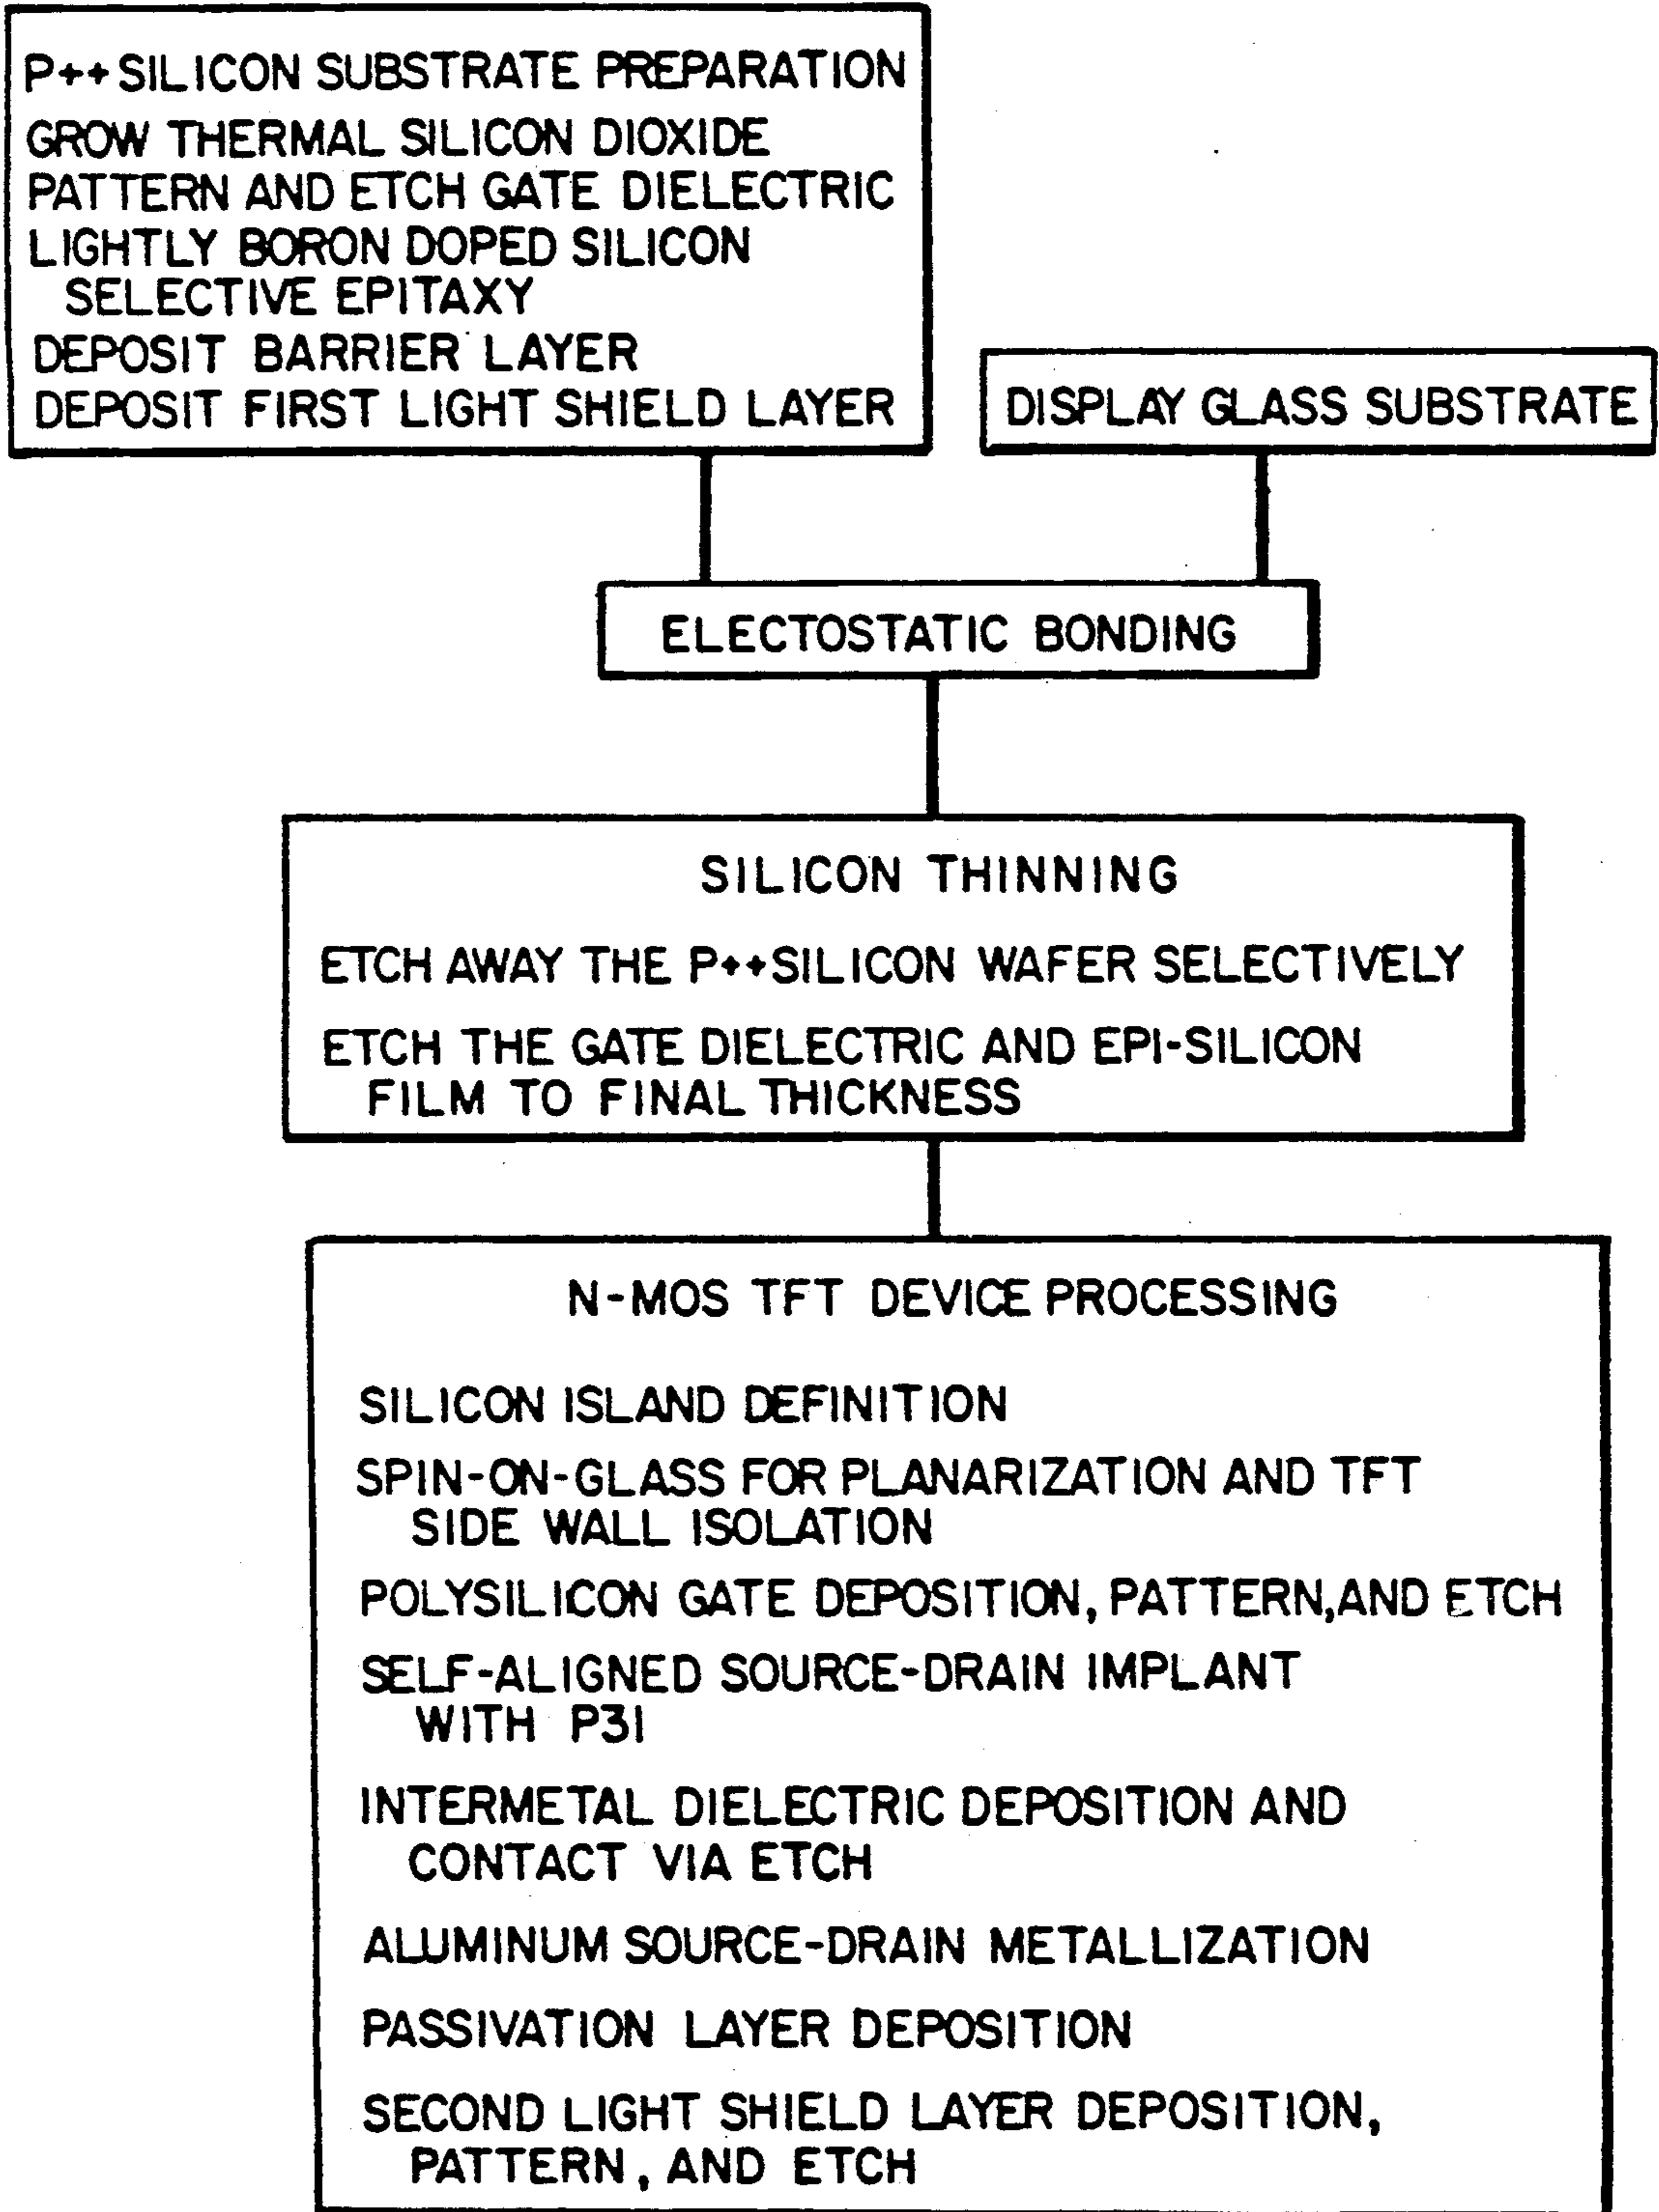 P++ SILICON SUBSTRATE PREPARATION
GROW THERMAL SILICON DIOXIDE
PATTERN AND ETCH GATE DIELECTRIC
LIGHTLY BORON DOPED SILICON
SELECTIVE EPITAXY
DEPOSIT BARRIER LAYER
DEPOSIT FIRST LIGHT SHIELD LAYER
DISPLAY GLASS SUBSTRATE
ELECTOSTATIC BONDING
SILICON THINNING
ETCH AWAY THE P++ SILICON WAFER SELECTIVELY
ETCH THE GATE DIELECTRIC AND EPI-SILICON
FILM TO FINAL THICKNESS
N-MOS TFT DEVICE PROCESSING
SILICON ISLAND DEFINITION
SPIN-ON-GLASS FOR PLANARIZATION AND TFT
SIDE WALL ISOLATION
POLYSILICON GATE DEPOSITION, PATTERN, AND ETCH
SELF-ALIGNED SOURCE-DRAIN IMPLANT
WITH P31
INTERMETAL DIELECTRIC DEPOSITION AND
CONTACT VIA ETCH
ALUMINUM SOURCE-DRAIN METALLIZATION
PASSIVATION LAYER DEPOSITION
SECOND LIGHT SHIELD LAYER DEPOSITION,
PATTERN, AND ETCH